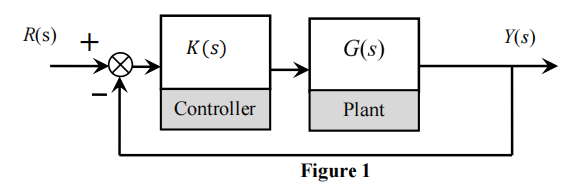 R(s) + K(s) G(s) Y(s)
−
Controller Plant
Figure 1